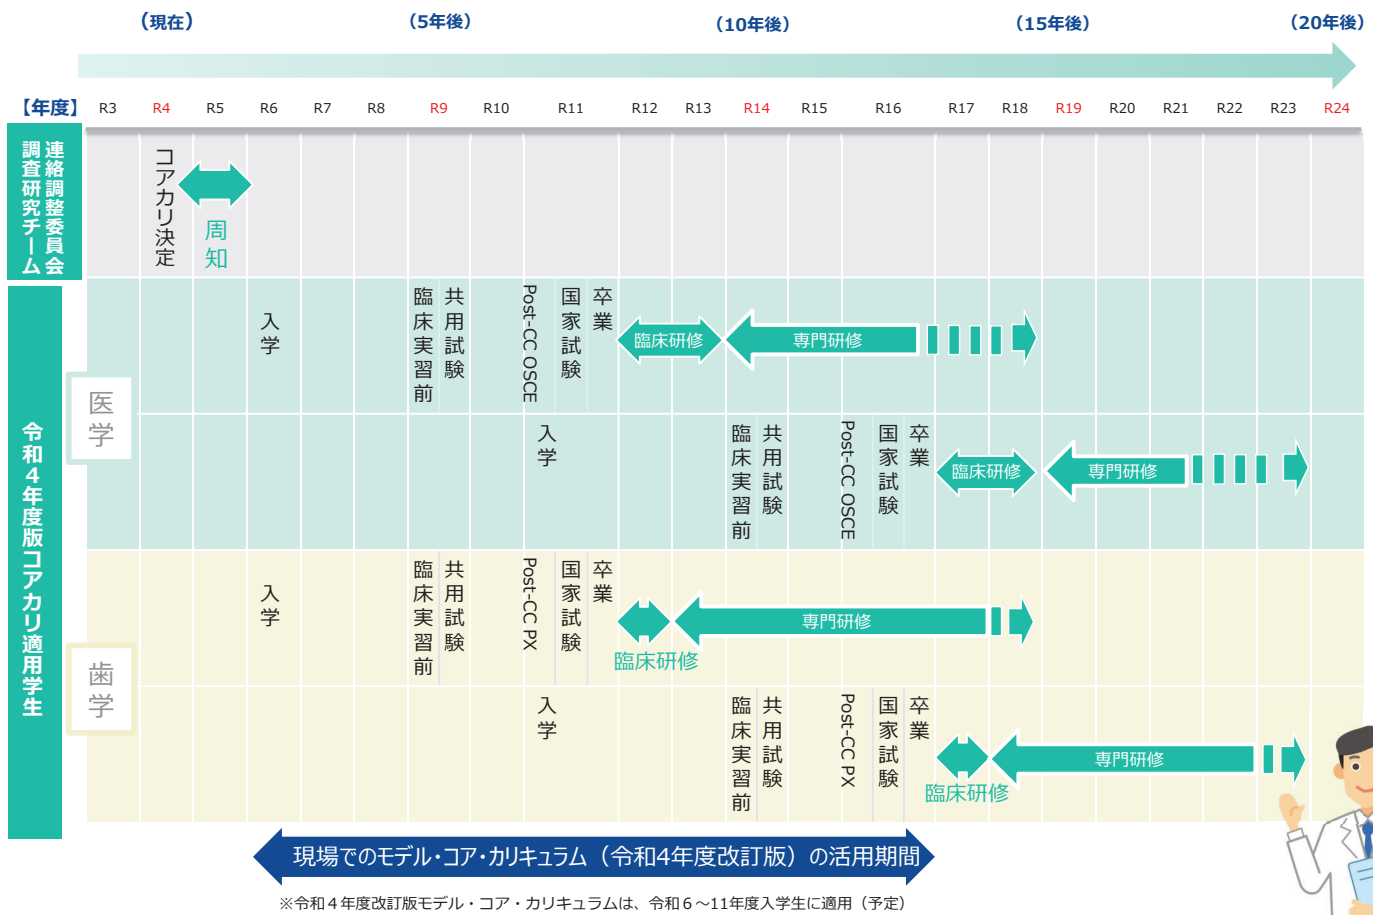 (現在)
(5年後)
(10年後)
(15年後)
(20年後)
【年度】 R3 R4 R5 R6 R7 R8 R9 R10 R11 R12 R13 R14 R15 R16 R17 R18 R19 R20 R21 R22 R23 R24
連絡調整委員会
調査研究チーム
コアカリ決定
周知
令和4年度版コアカリ適用学生
医学
入学
臨床実習前
共用試験
Post-CC OSCE
国家試験
卒業
臨床研修
専門研修
入学
臨床実習前
共用試験
Post-CC OSCE
国家試験
卒業
臨床研修
専門研修
歯学
入学
臨床実習前
共用試験
Post-CC PX
国家試験
卒業
臨床研修
専門研修
入学
臨床実習前
共用試験
Post-CC PX
国家試験
卒業
臨床研修
専門研修
現場でのモデル・コア・カリキュラム（令和4年度改訂版）の活用期間
※令和４年度改訂版モデル・コア・カリキュラムは、令和６～11年度入学生に適用（予定）